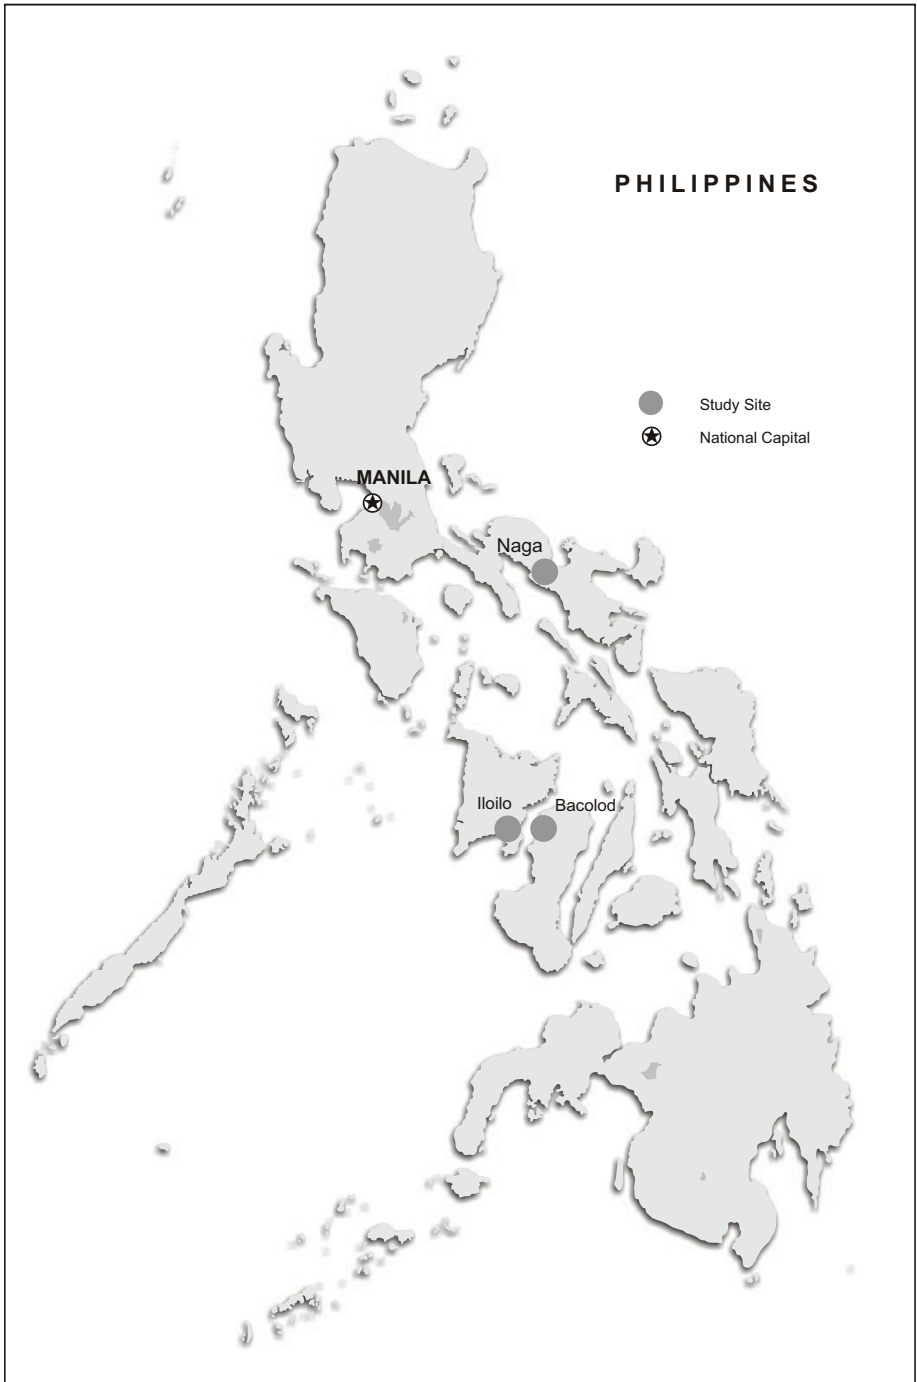 PHILIPPINES
Study Site
National Capital
MANILA
Naga
Iloilo
Bacolod